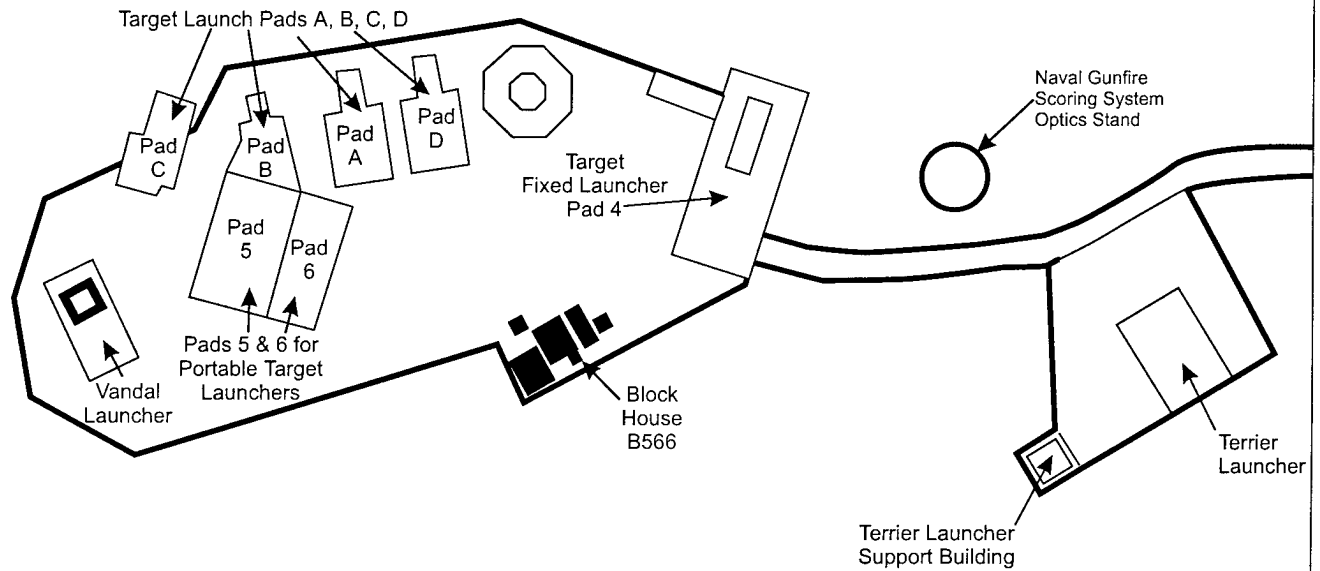 Target Launch Pads A, B, C, D
Pad
C
Pad
B
Pad
A
Pad
D
Pad
5
Pad
6
Target
Fixed Launcher
Pad 4
Naval Gunfire
Scoring System
Optics Stand
Vandal
Launcher
Pads 5 & 6 for
Portable Target
Launchers
Block
House
B566
Terrier
Launcher
Terrier Launcher
Support Building